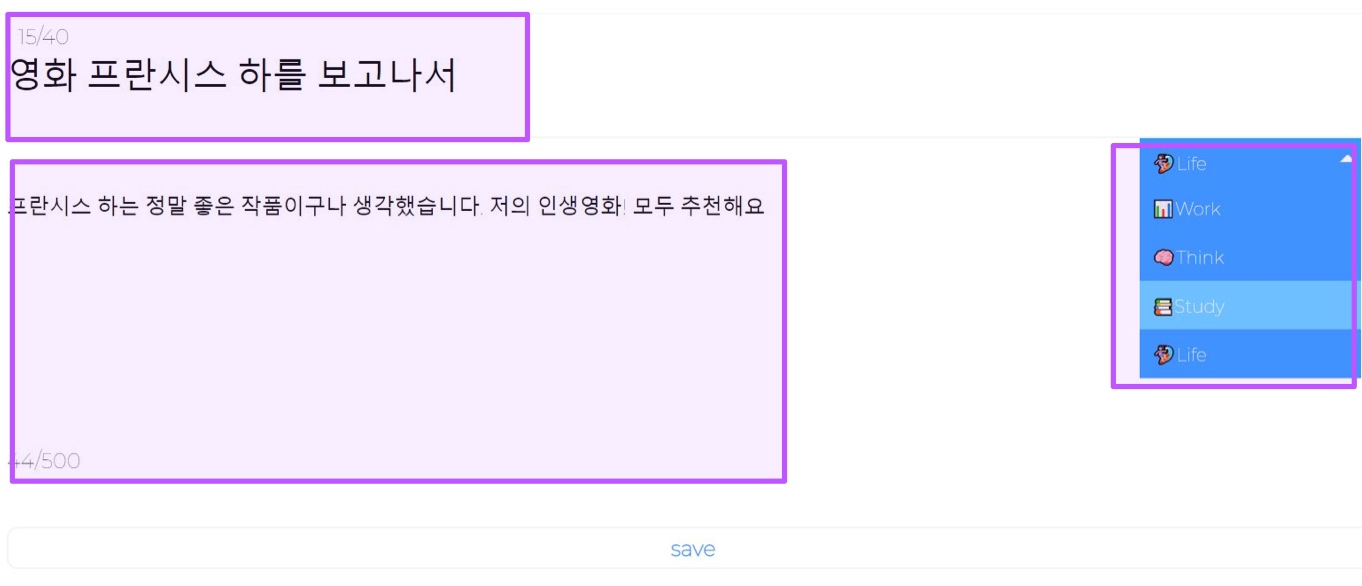 15/40
영화 프란시스 하를 보고나서
Life
프란시스 하는 정말 좋은 작품이구나 생각했습니다. 저의 인생영화! 모두 추천해요
Work
Think
Study
Life
44/500
save